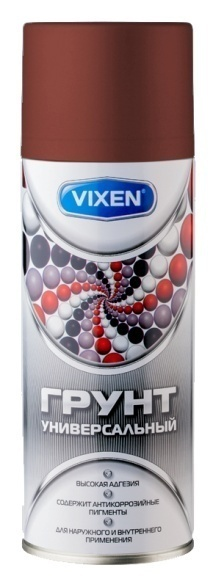 VIXEN®
ГРУНТ
УНИВЕРСАЛЬНЫЙ
ВЫСОКАЯ АДГЕЗИЯ
СОДЕРЖИТ АНТИКОРРОЗИЙНЫЕ
ПИГМЕНТЫ
ДЛЯ НАРУЖНОГО И ВНУТРЕННЕГО
ПРИМЕНЕНИЯ